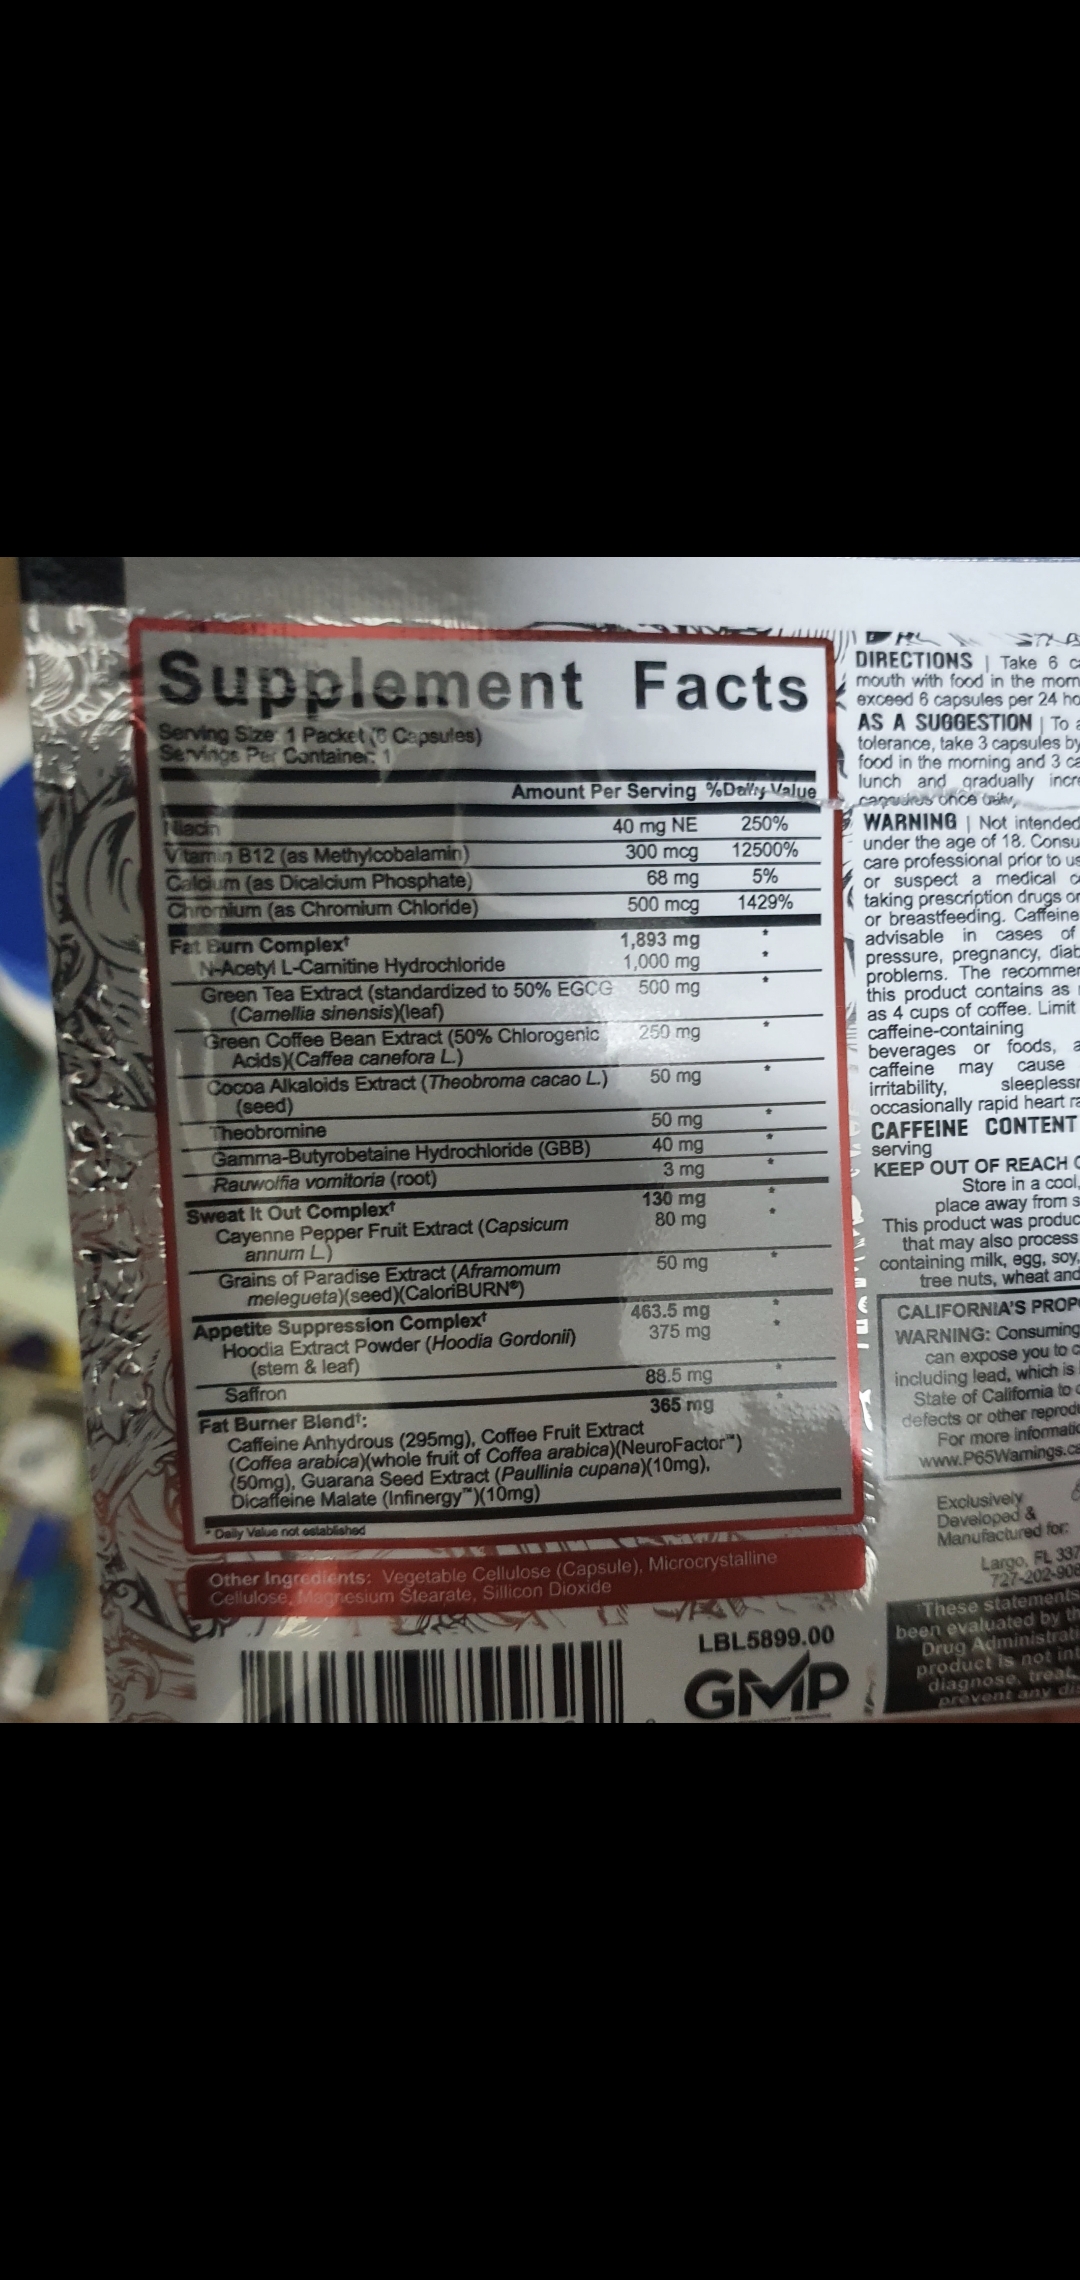 Supplement Facts
Serving Size: 1 Packet (6 Capsules)
Servings Per Container: 1
Amount Per Serving %Daily Value
Niacin 40 mg NE 250%
Vitamin B12 (as Methylcobalamin) 300 mcg 12500%
Calcium (as Dicalcium Phosphate) 68 mg 5%
Chromium (as Chromium Chloride) 500 mcg 1429%
Fat Burn Complex† 1,893 mg *
N-Acetyl L-Carnitine Hydrochloride 1,000 mg *
Green Tea Extract (standardized to 50% EGCG 500 mg *
(Camellia sinensis)(leaf)
Green Coffee Bean Extract (50% Chlorogenic 250 mg *
Acids)(Caffea canefora L.)
Cocoa Alkaloids Extract (Theobroma cacao L.) 50 mg *
(seed)
Theobromine 50 mg *
Gamma-Butyrobetaine Hydrochloride (GBB) 40 mg *
Rauwolfia vomitoria (root) 3 mg *
Sweat It Out Complex† 130 mg *
Cayenne Pepper Fruit Extract (Capsicum 80 mg *
annum L.)
Grains of Paradise Extract (Aframomum 50 mg *
melegueta)(seed)(CaloriBURN®)
Appetite Suppression Complex† 463.5 mg *
Hoodia Extract Powder (Hoodia Gordonii) 375 mg *
(stem & leaf)
Saffron 88.5 mg *
Fat Burner Blend†: 365 mg *
Caffeine Anhydrous (295mg), Coffee Fruit Extract
(Coffea arabica)(whole fruit of Coffea arabica)(NeuroFactor™)
(50mg), Guarana Seed Extract (Paullinia cupana)(10mg),
Dicaffeine Malate (Infinergy™)(10mg)
* Daily Value not established
Other Ingredients: Vegetable Cellulose (Capsule), Microcrystalline
Cellulose, Magnesium Stearate, Sillicon Dioxide
LBL5899.00
GMP
DIRECTIONS | Take 6
mouth with food in the
exceed 6 capsules per 24
AS A SUGGESTION | To
tolerance, take 3 capsules by
food in the morning and 3
lunch and gradually
capsules once daily,
WARNING | Not intended
under the age of 18.
care professional prior to
or suspect a medical
taking prescription drugs
or breastfeeding. Caffeine
advisable in cases of
pressure, pregnancy,
problems. The
this product contains as
as 4 cups of coffee. Limit
caffeine-containing
beverages or foods,
caffeine may cause
irritability,
occasionally rapid heart
CAFFEINE CONTENT
serving
KEEP OUT OF REACH
Store in a cool,
place away from
This product was
that may also process
containing milk, egg, soy,
tree nuts, wheat and
CALIFORNIA'S
WARNING: Consuming
can expose you to
including lead, which is
State of California to
defects or other
For more
www.P65Warnings.ca
Exclusively
Developed &
Manufactured for:
Largo, FL 337
727-202-908
*These statements
been evaluated by
Drug
product is not
diagnose, treat,
prevent any